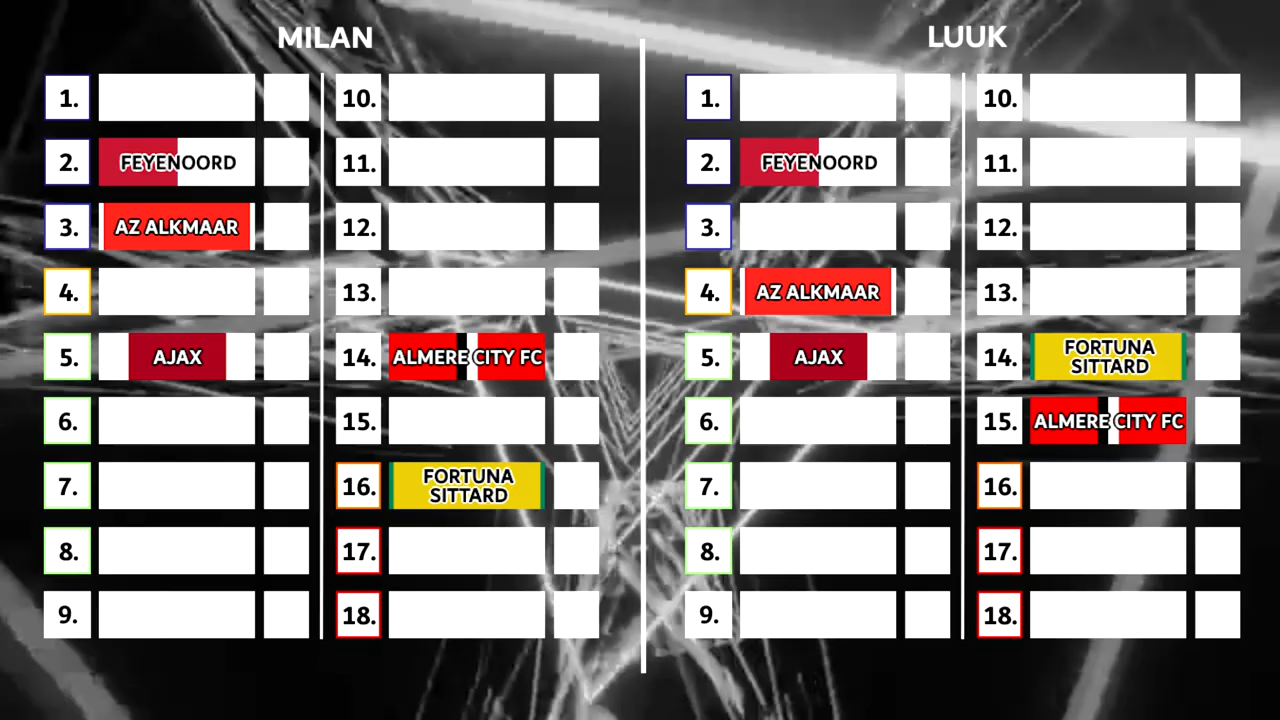 MILAN
1.
2. FEYENOORD
3. AZ ALKMAAR
4.
5. AJAX
6.
7.
8.
9.
10.
11.
12.
13.
14. ALMERE CITY FC
15.
16. FORTUNA
SITTARD
17.
18.
LUUK
1.
2. FEYENOORD
3.
4. AZ ALKMAAR
5. AJAX
6.
7.
8.
9.
10.
11.
12.
13.
14. FORTUNA
SITTARD
15. ALMERE CITY FC
16.
17.
18.